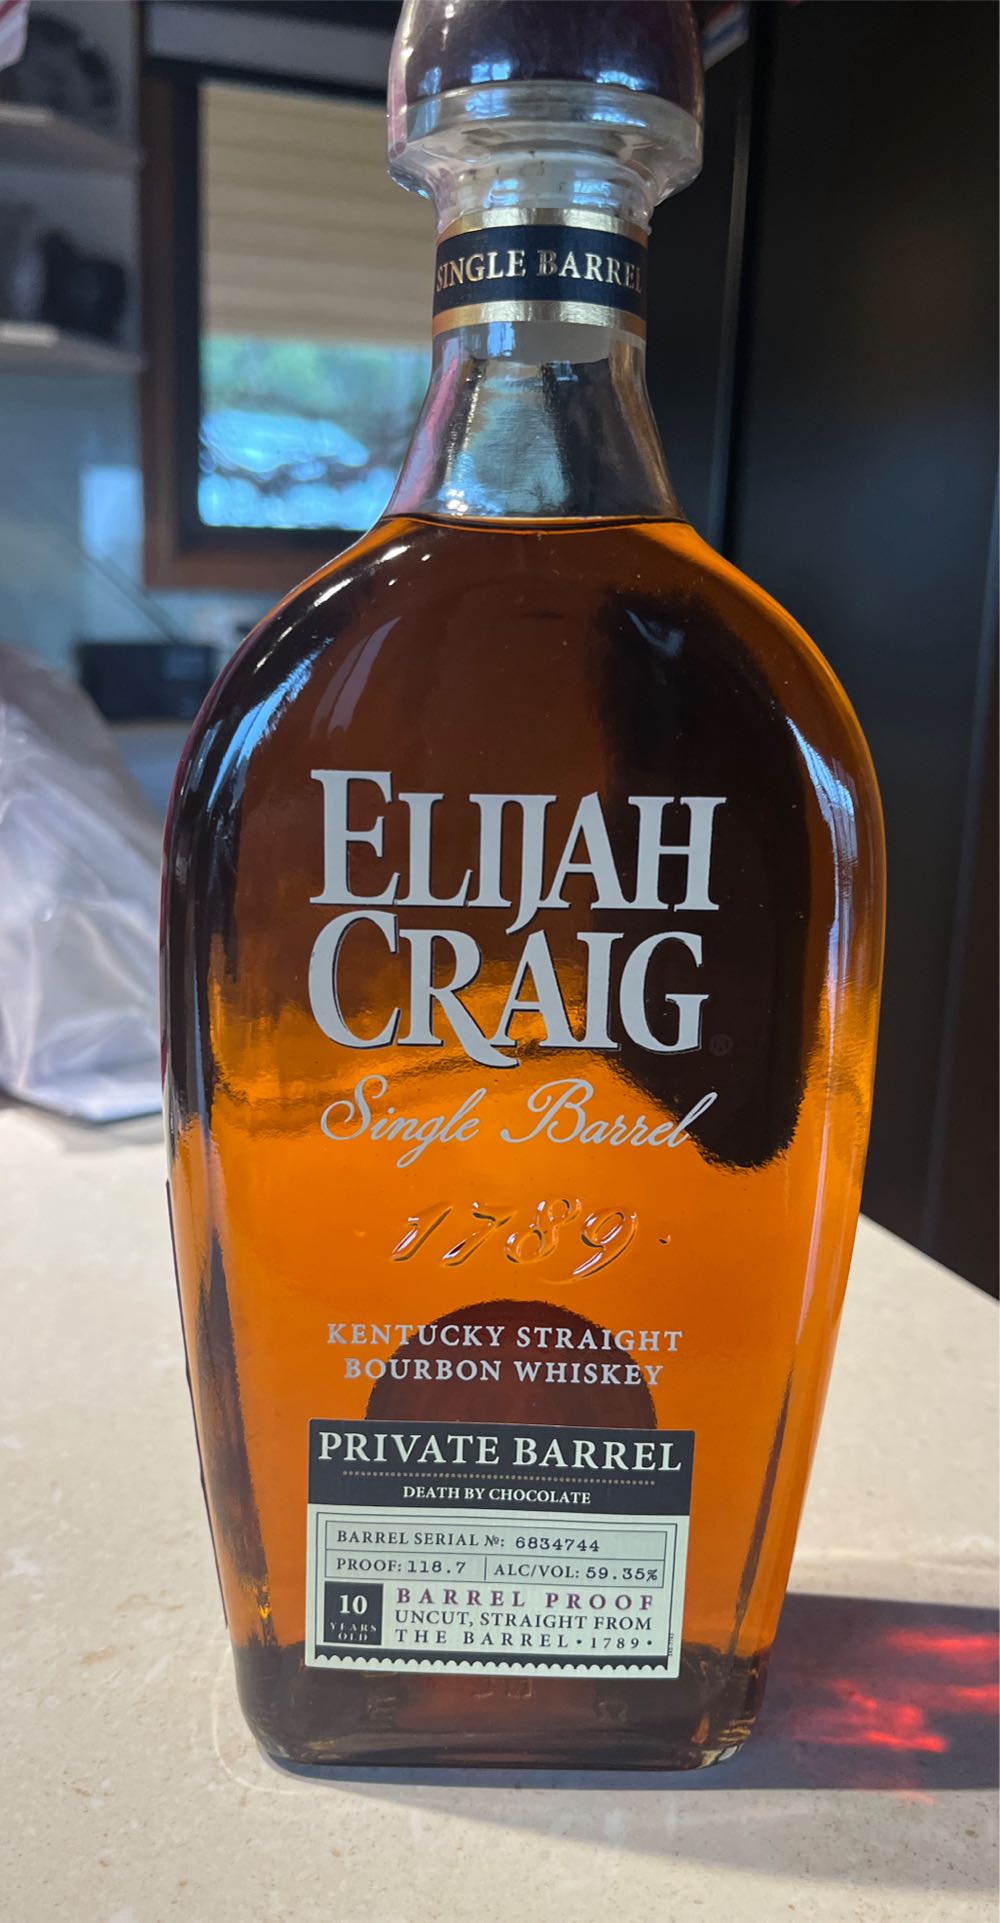 SINGLE BARREL
ELIJAH
CRAIG®
Single Barrel
1789
KENTUCKY STRAIGHT
BOURBON WHISKEY
PRIVATE BARREL
DEATH BY CHOCOLATE
BARREL SERIAL №: 6834744
PROOF: 118.7 ALC/VOL: 59.35%
10 YEARS OLD
BARREL PROOF
UNCUT, STRAIGHT FROM
THE BARREL • 1789 •